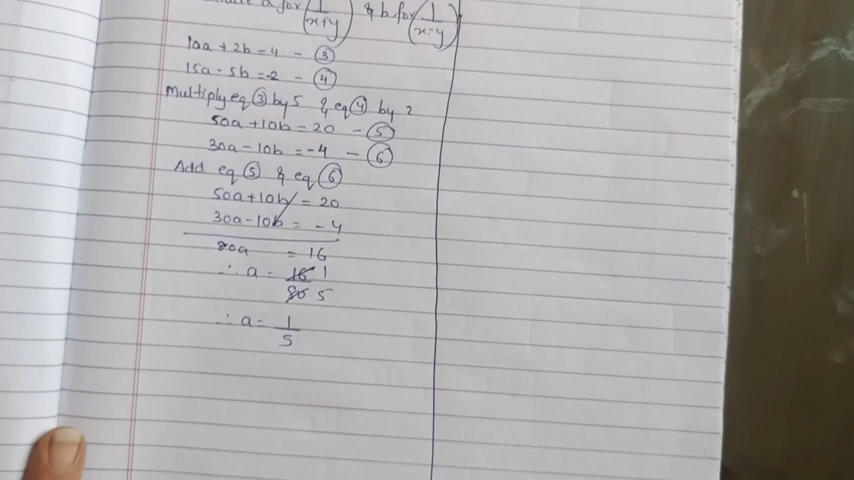 a for (1/(x+y)) & b for (1/(x-y))
10a + 2b = 4 - ③
15a - 5b = -2 - ④
Multiply eq ③ by 5 & eq ④ by 2
50a + 10b = 20 - ⑤
30a - 10b = -4 - ⑥
Add eq ⑤ & eq ⑥
50a + 10b = 20
30a - 10b = -4
80a = 16
∴ a = 16/80 1/5
∴ a = 1/5